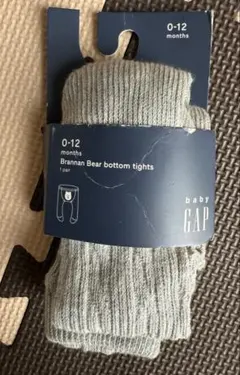 0-12
months
0-12
months
Brannan Bear bottom tights
1 pair
baby
GAP